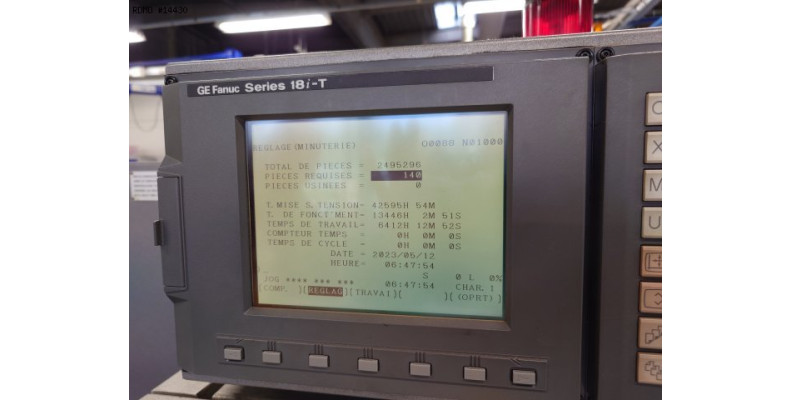 RDMO #14430
GE Fanuc Series 18i-T
REGLAGE (MINUTERIE) O0080 N01000
TOTAL DE PIECES = 2495296
PIECES REQUISES = 140
PIECES USINEES = 0
T. MISE S. TENSION- 42595H 54M
T. DE FONCT'MENT- 13446H 2M 51S
TEMPS DE TRAVAIL- 6412H 12M 52S
COMPTEUR TEMPS = 0H 0M 0S
TEMPS DE CYCLE = 0H 0M 0S
DATE - 2023/05/12
HEURE- 06:47:54
S 0 L 0%
JOG **** *** *** 06:47:54 CHAR. 1
[COMP. ][REGLAG][TRAVAI][ ][(OPRT)]
X
M
U